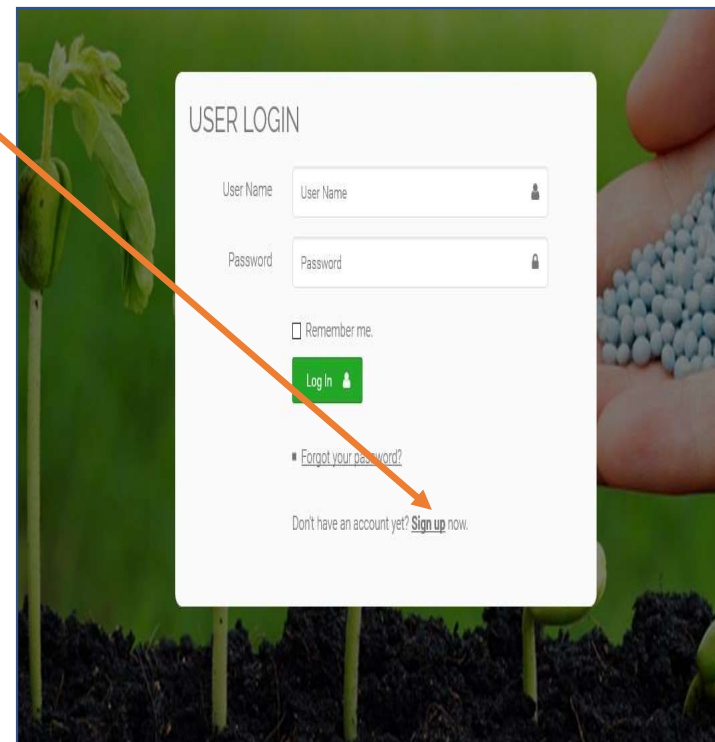 USER LOGIN
User Name
User Name
Password
Password
Remember me.
Log In
Forgot your password?
Don't have an account yet? Sign up now.